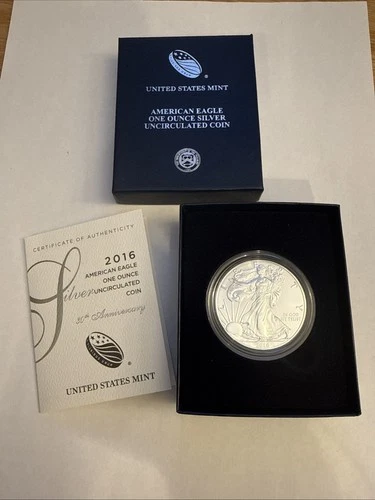 UNITED STATES MINT
AMERICAN EAGLE
ONE OUNCE SILVER
UNCIRCULATED COIN
CERTIFICATE OF AUTHENTICITY
2016
AMERICAN EAGLE
ONE OUNCE
Silver UNCIRCULATED
COIN
30th Anniversary
UNITED STATES MINT